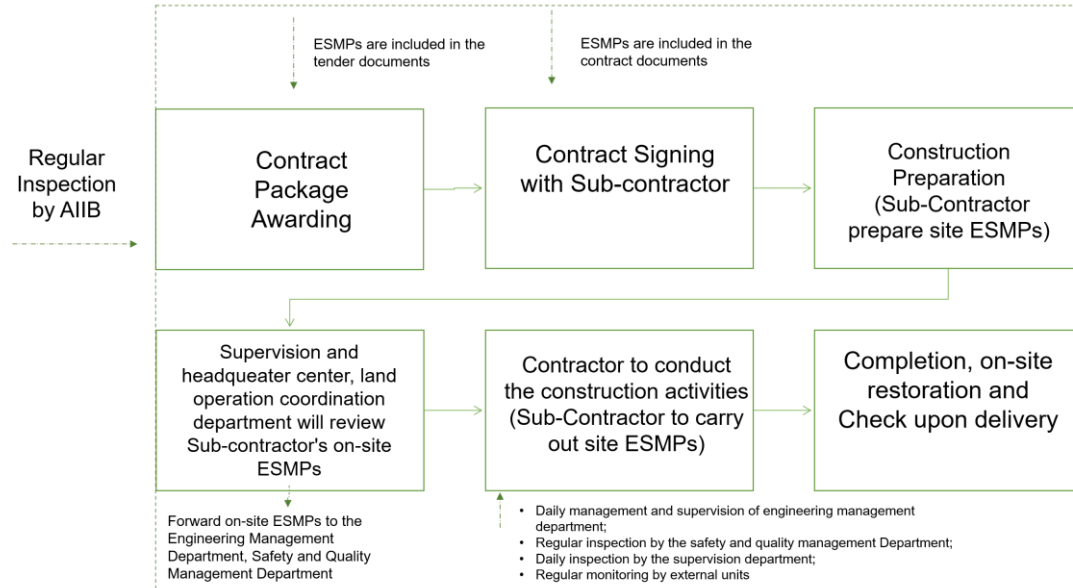 ESMPs are included in the
tender documents
ESMPs are included in the
contract documents
Regular
Inspection
by AIIB
Contract
Package
Awarding
Contract Signing
with Sub-contractor
Construction
Preparation
(Sub-Contractor
prepare site ESMPs)
Supervision and
headqueater center, land
operation coordination
department will review
Sub-contractor's on-site
ESMPs
Contractor to conduct
the construction activities
(Sub-Contractor to carry
out site ESMPs)
Completion, on-site
restoration and
Check upon delivery
Forward on-site ESMPs to the
Engineering Management
Department, Safety and Quality
Management Department
• Daily management and supervision of engineering management
department;
• Regular inspection by the safety and quality management Department;
• Daily inspection by the supervision department;
• Regular monitoring by external units